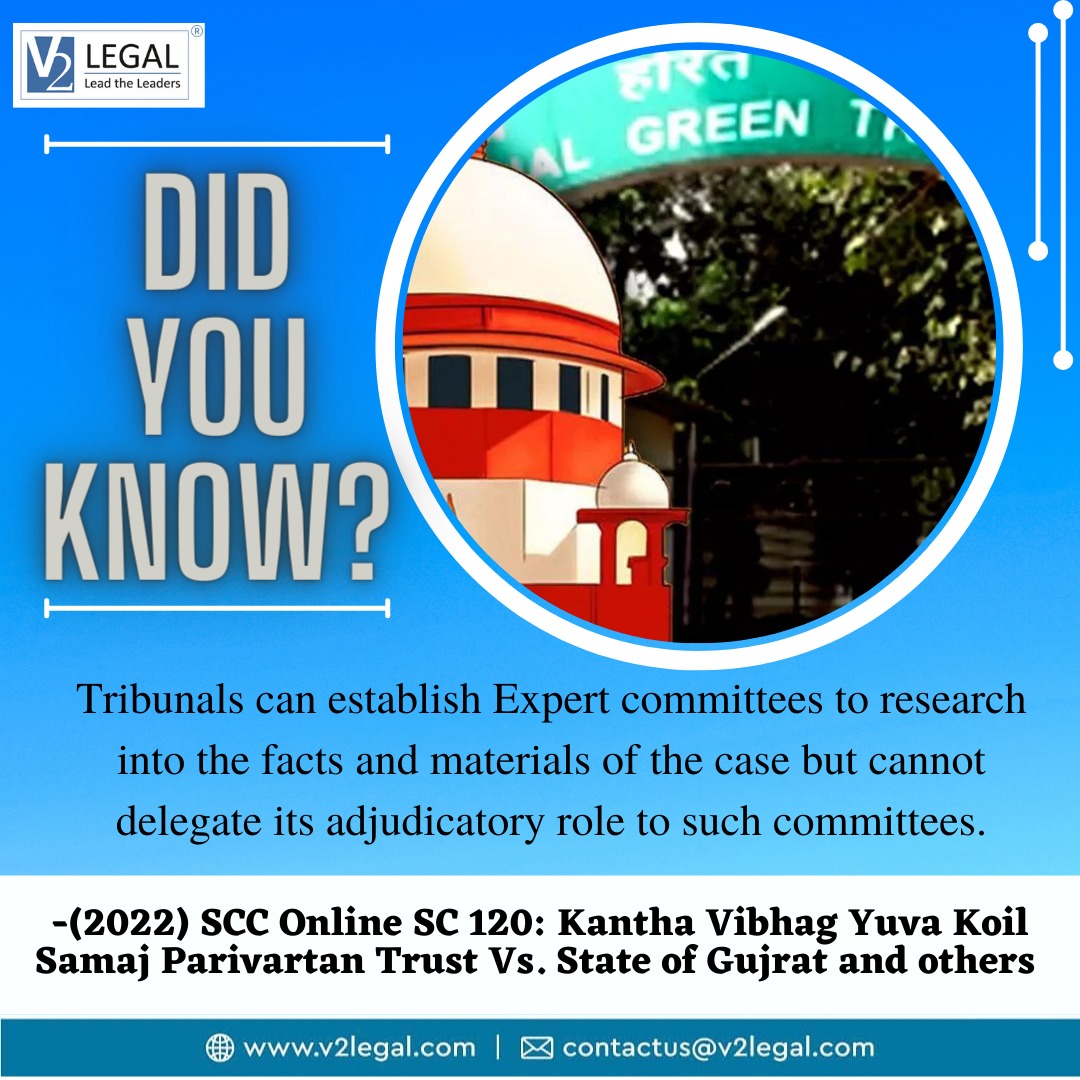 V2 LEGAL ®
Lead the Leaders
हारत
GREEN
DID
YOU
KNOW?
Tribunals can establish Expert committees to research
into the facts and materials of the case but cannot
delegate its adjudicatory role to such committees.
-(2022) SCC Online SC 120: Kantha Vibhag Yuva Koil
Samaj Parivartan Trust Vs. State of Gujrat and others
www.v2legal.com | contactus@v2legal.com